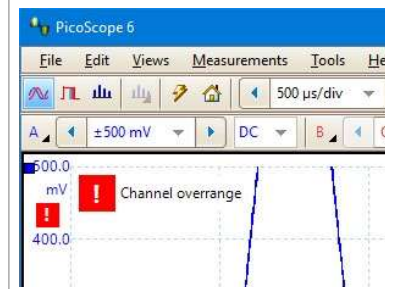 PicoScope 6
File Edit Views Measurements Tools
500 µs/div
A ±500 mV DC B
500.0
mV
! ! Channel overrange
400.0